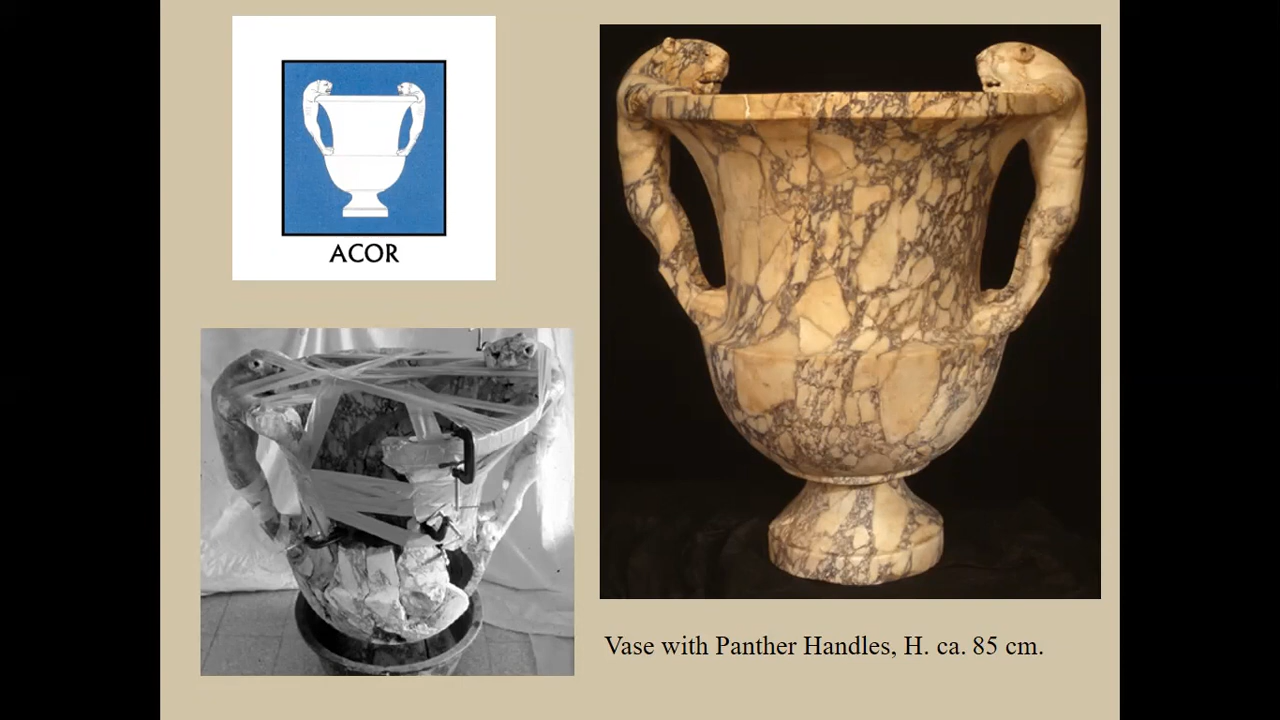 ACOR
Vase with Panther Handles, H. ca. 85 cm.